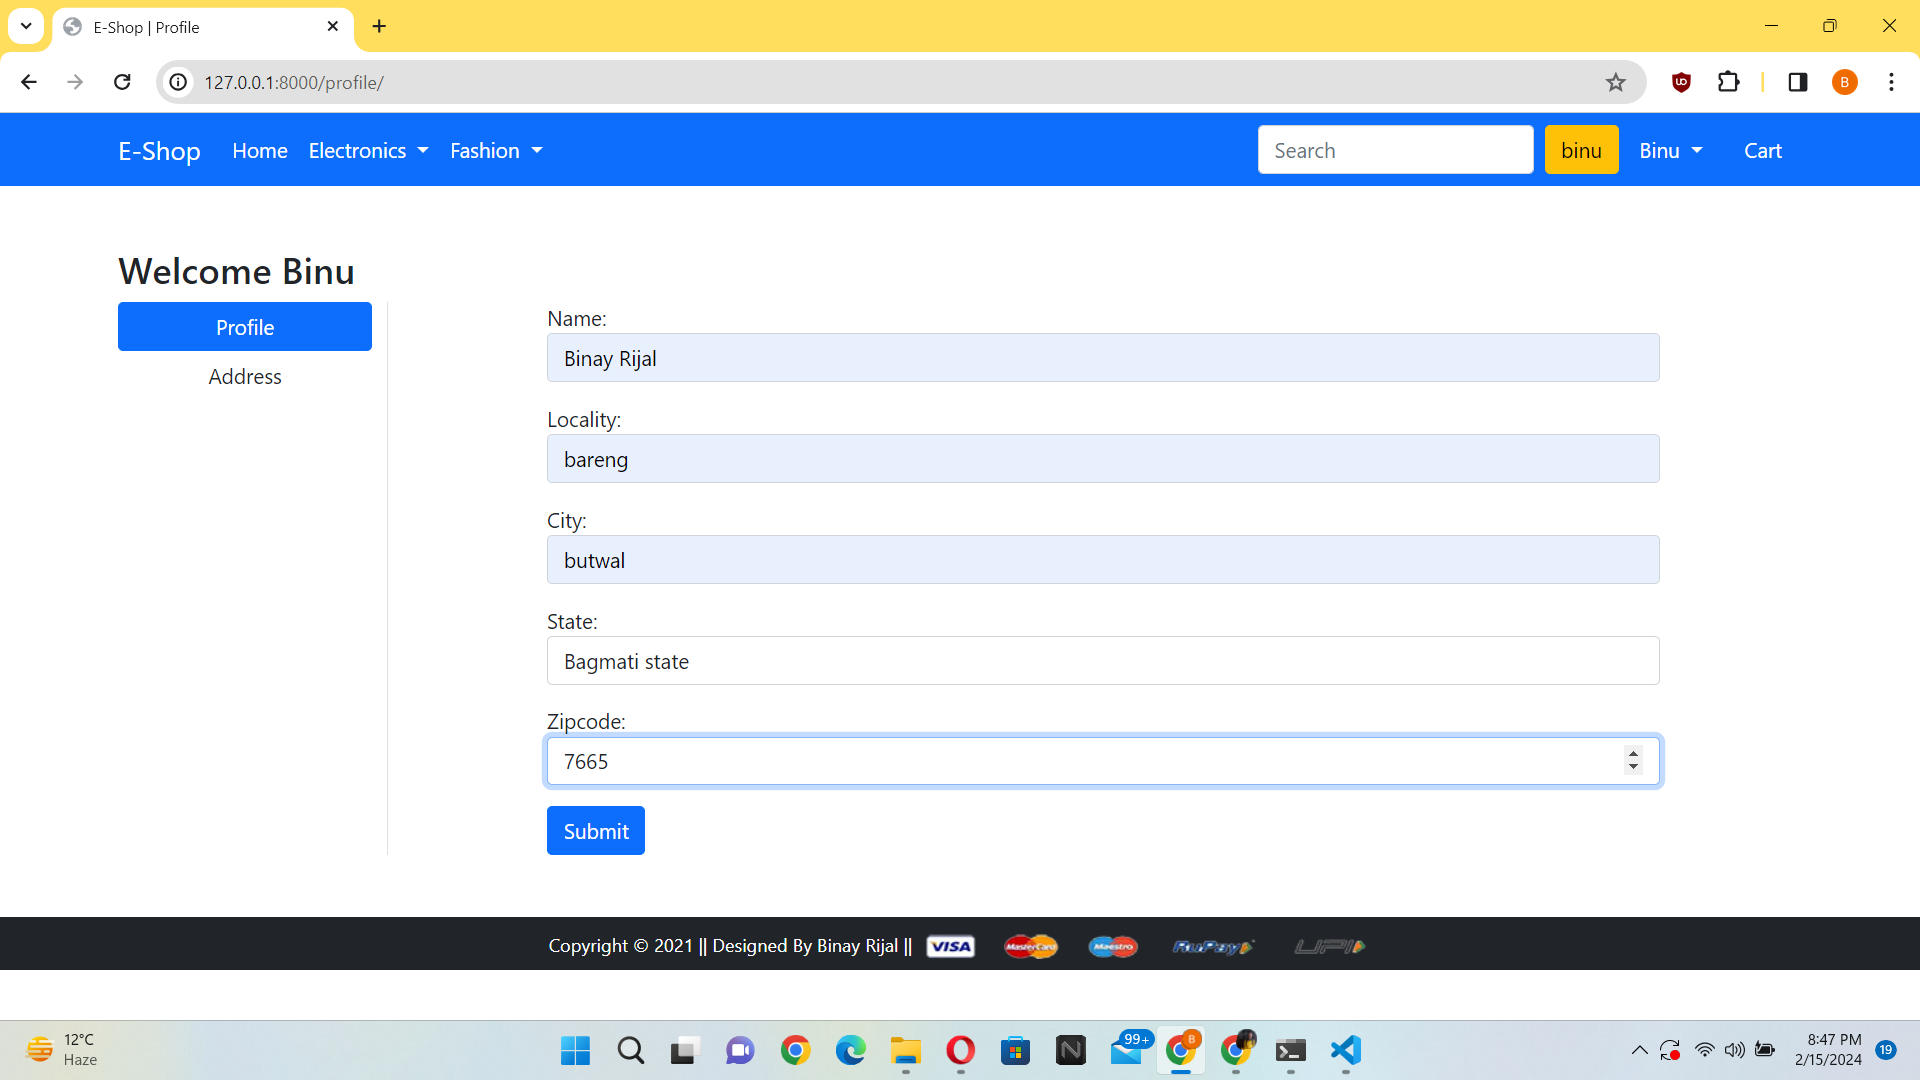 E-Shop | Profile
127.0.0.1:8000/profile/
B
E-Shop Home Electronics Fashion Search binu Binu Cart
Welcome Binu
Profile
Address
Name:
Binay Rijal
Locality:
bareng
City:
butwal
State:
Bagmati state
Zipcode:
7665
Submit
Copyright © 2021 || Designed By Binay Rijal || VISA MasterCard Maestro RuPay UPI
12°C
Haze
99+
B
8:47 PM
2/15/2024
19